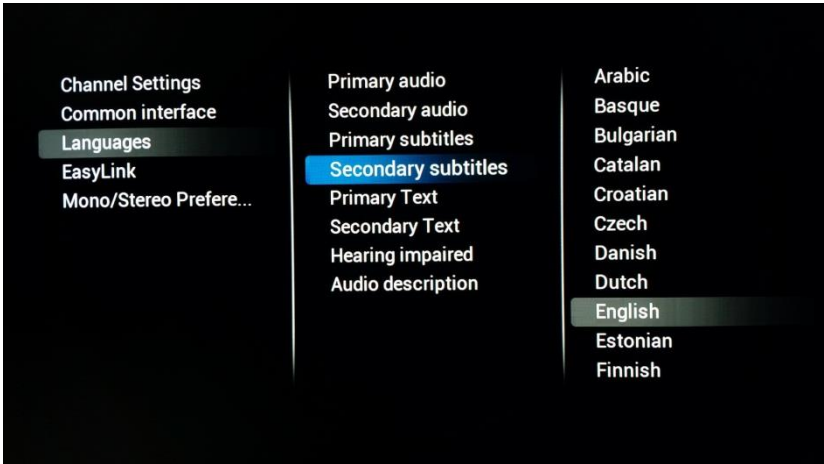 Channel Settings
Common interface
Languages
EasyLink
Mono/Stereo Prefere...
Primary audio
Secondary audio
Primary subtitles
Secondary subtitles
Primary Text
Secondary Text
Hearing impaired
Audio description
Arabic
Basque
Bulgarian
Catalan
Croatian
Czech
Danish
Dutch
English
Estonian
Finnish